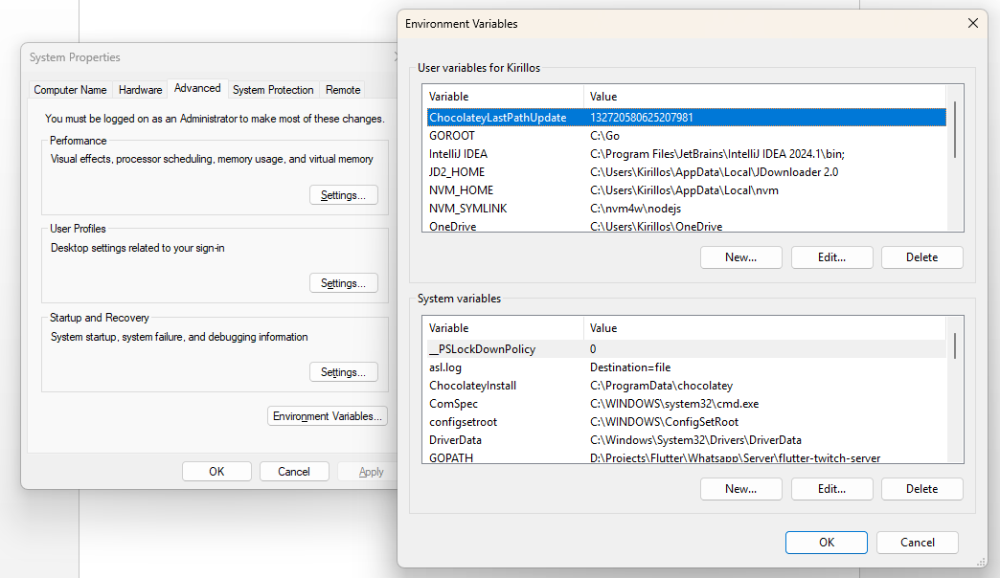 System Properties
Computer Name Hardware Advanced System Protection Remote
You must be logged on as an Administrator to make most of these changes.
Performance
Visual effects, processor scheduling, memory usage, and virtual memory
Settings...
User Profiles
Desktop settings related to your sign-in
Settings...
Startup and Recovery
System startup, system failure, and debugging information
Settings...
Environment Variables...
OK Cancel Apply
Environment Variables
User variables for Kirillos
Variable Value
ChocolateyLastPathUpdate 132720580625207981
GOROOT C:\Go
IntelliJ IDEA C:\Program Files\JetBrains\IntelliJ IDEA 2024.1\bin;
JD2_HOME C:\Users\Kirillos\AppData\Local\JDownloader 2.0
NVM_HOME C:\Users\Kirillos\AppData\Local\nvm
NVM_SYMLINK C:\nvm4w\nodejs
OneDrive C:\Users\Kirillos\OneDrive
New... Edit... Delete
System variables
Variable Value
__PSLockDownPolicy 0
asl.log Destination=file
ChocolateyInstall C:\ProgramData\chocolatey
ComSpec C:\WINDOWS\system32\cmd.exe
configsetroot C:\WINDOWS\ConfigSetRoot
DriverData C:\Windows\System32\Drivers\DriverData
GOPATH D:\Projects\Flutter\Whatsapp\Server\flutter-twitch-server
New... Edit... Delete
OK Cancel